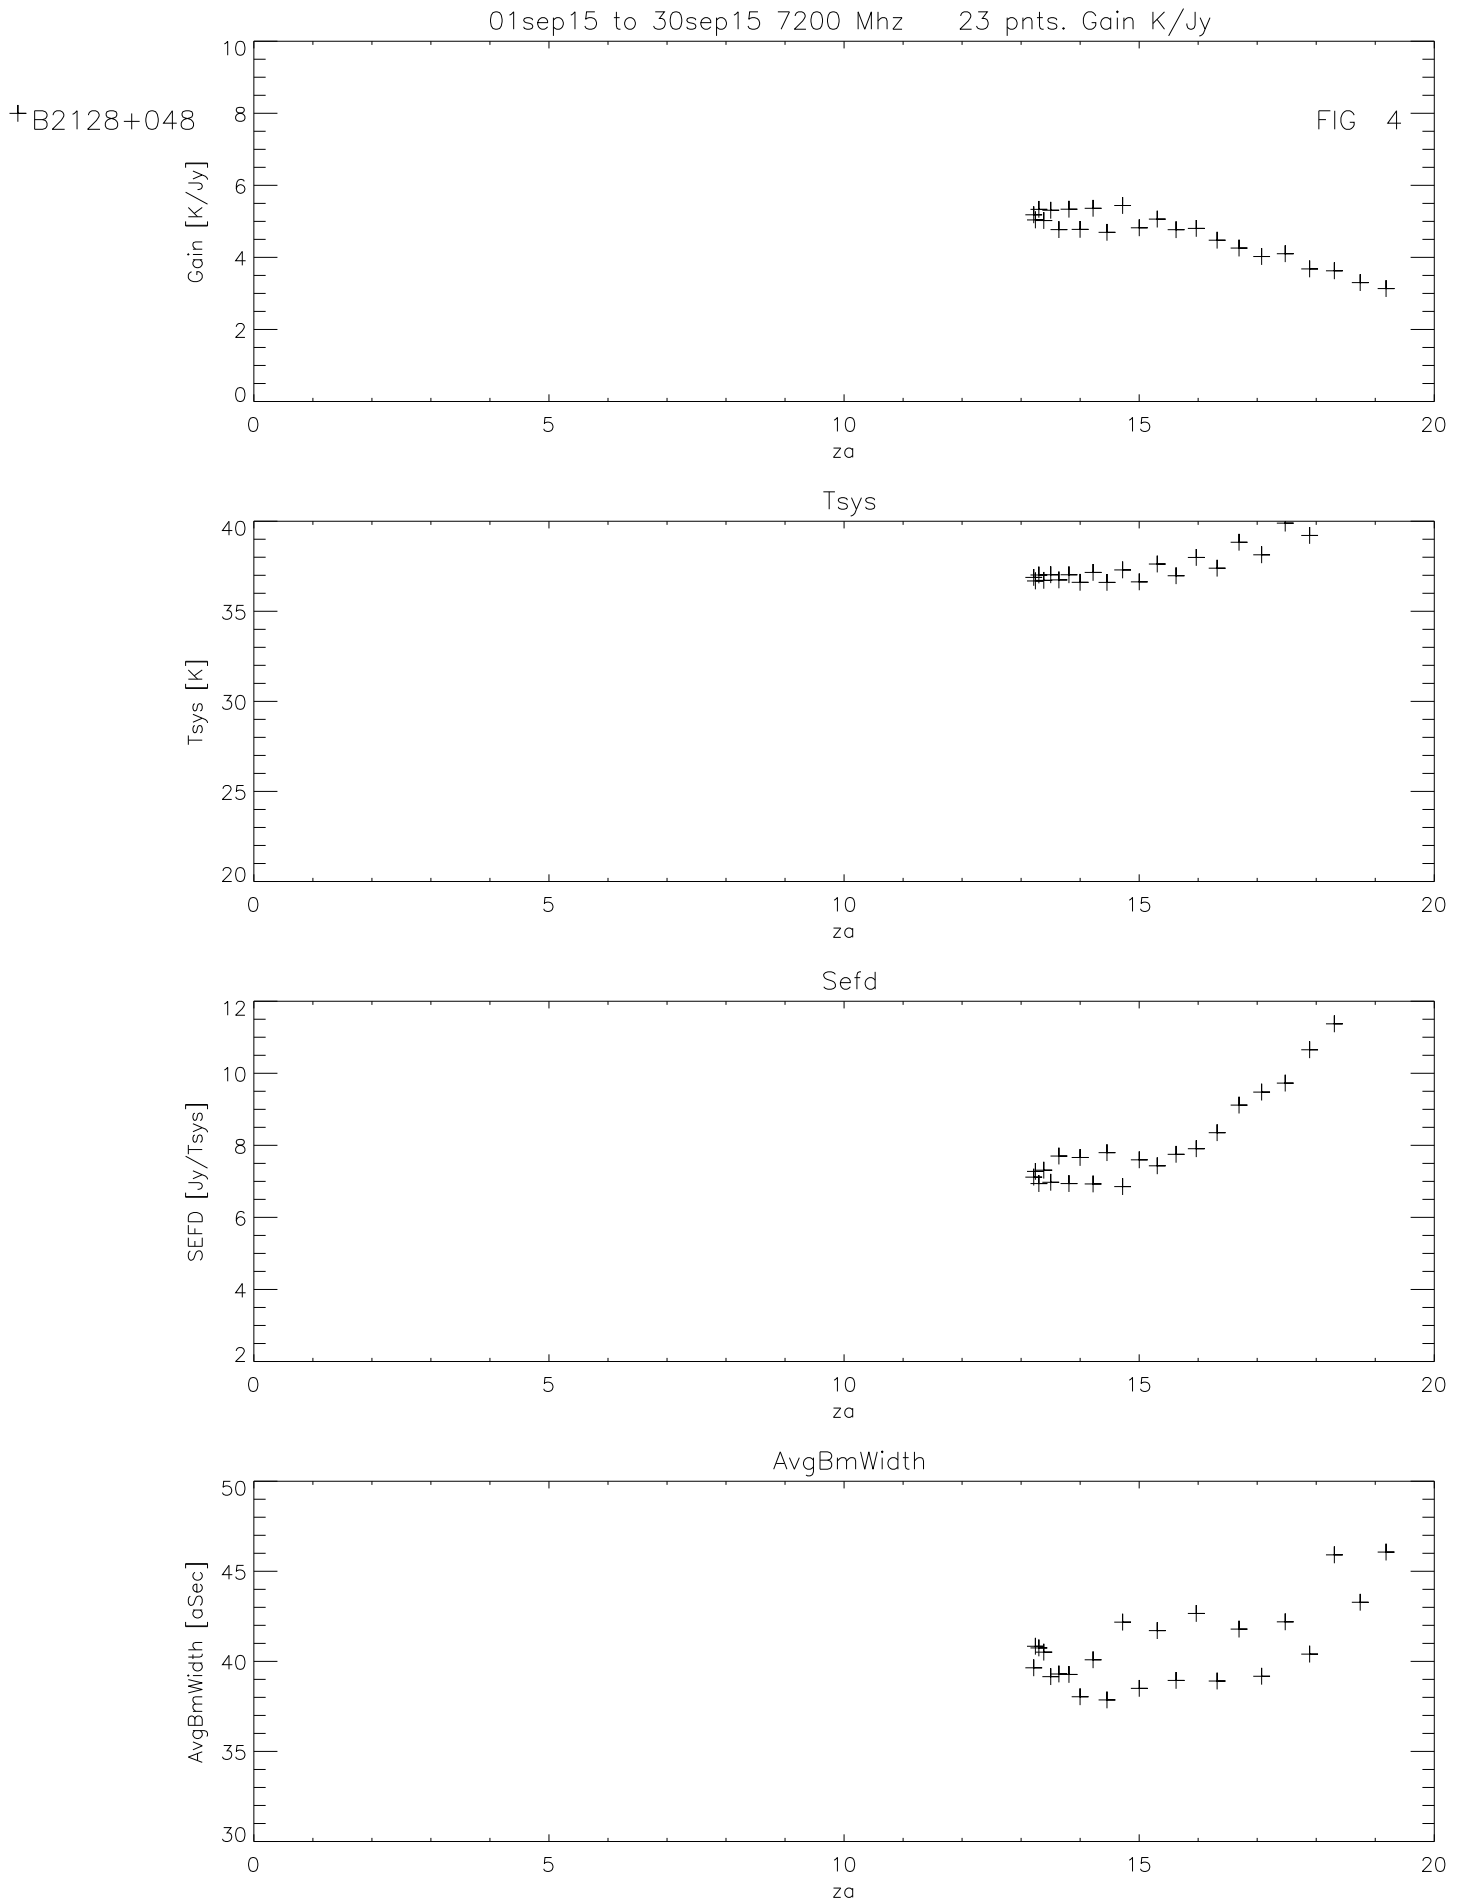 01sep15 to 30sep15 7200 Mhz 23 pnts. Gain K/Jy
+ B2128+048
FIG 4
Gain [K/Jy]
10
8
6
4
2
0
0 5 10 15 20
za
Tsys
Tsys [K]
40
35
30
25
20
0 5 10 15 20
za
Sefd
SEFD [Jy/Tsys]
12
10
8
6
4
2
0 5 10 15 20
za
AvgBmWidth
AvgBmWidth [aSec]
50
45
40
35
30
0 5 10 15 20
za